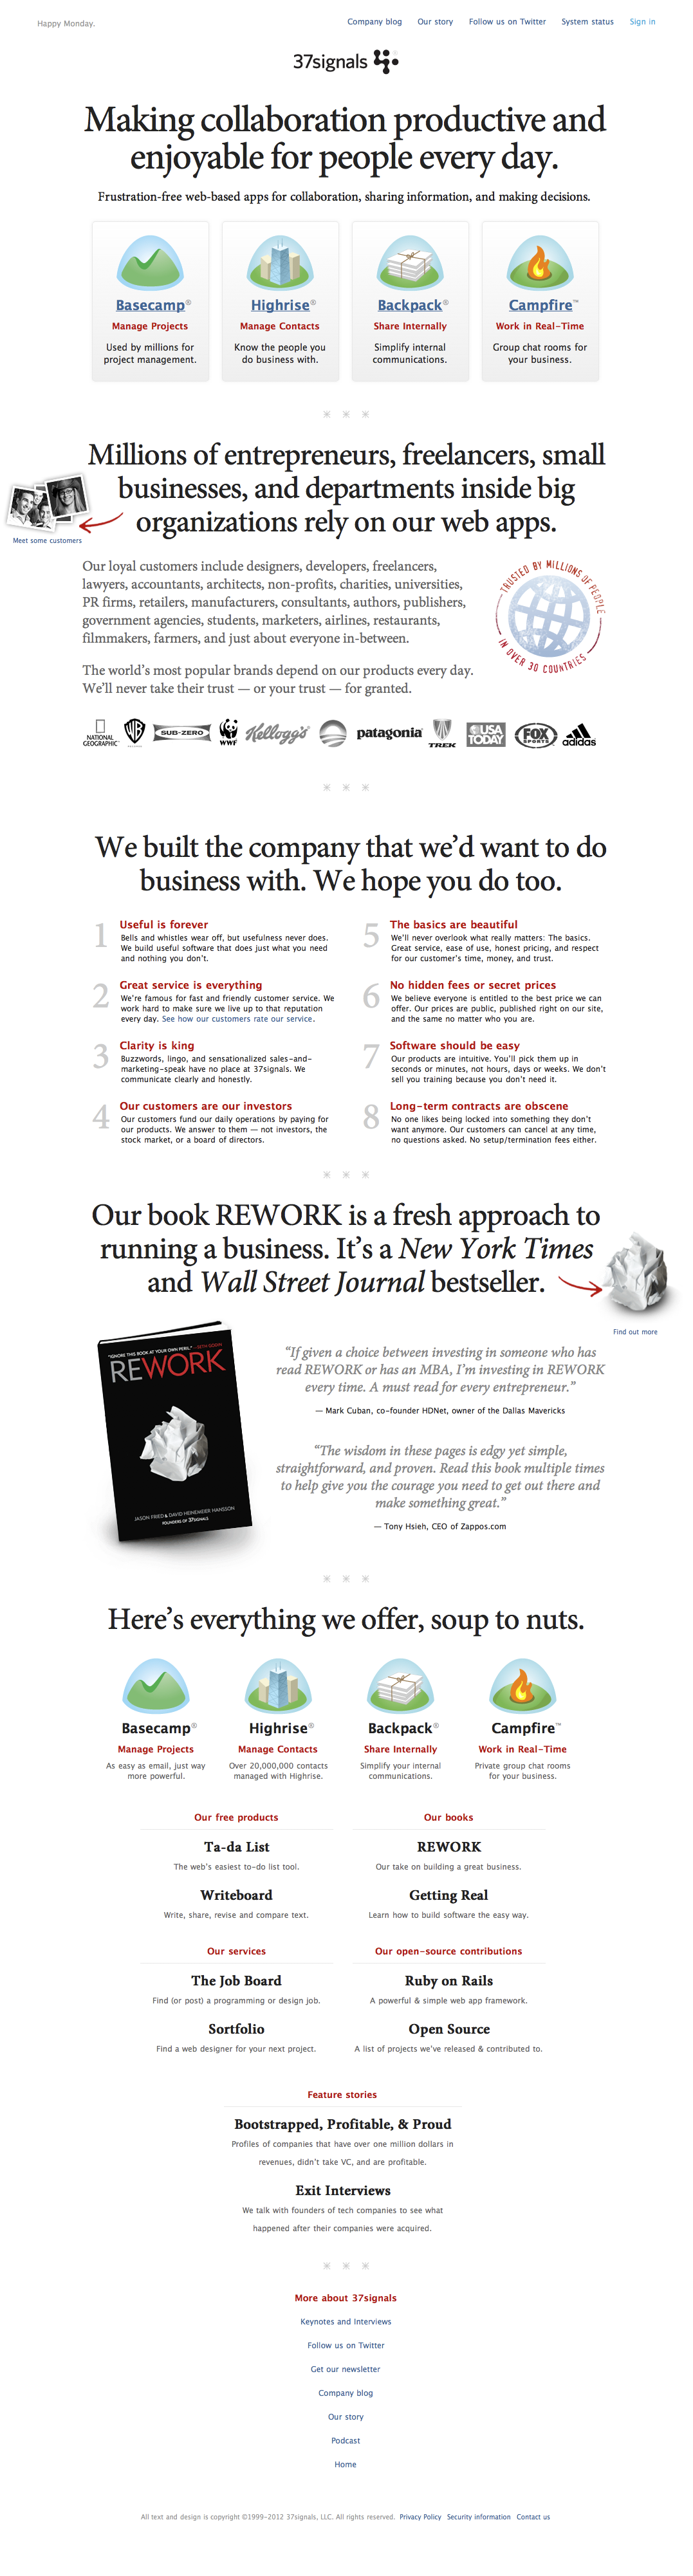 Happy Monday.
Company blog Our story Follow us on Twitter System status Sign in
37signals
Making collaboration productive and
enjoyable for people every day.
Frustration-free web-based apps for collaboration, sharing information, and making decisions.
Basecamp®
Manage Projects
Used by millions for
project management.
Highrise®
Manage Contacts
Know the people you
do business with.
Backpack®
Share Internally
Simplify internal
communications.
Campfire™
Work in Real-Time
Group chat rooms for
your business.
Millions of entrepreneurs, freelancers, small
businesses, and departments inside big
organizations rely on our web apps.
Meet some customers
Our loyal customers include designers, developers, freelancers,
lawyers, accountants, architects, non-profits, charities, universities,
PR firms, retailers, manufacturers, consultants, authors, publishers,
government agencies, students, marketers, airlines, restaurants,
filmmakers, farmers, and just about everyone in-between.
TRUSTED BY MILLIONS OF PEOPLE
IN OVER 30 COUNTRIES
The world's most popular brands depend on our products every day.
We'll never take their trust — or your trust — for granted.
NATIONAL
GEOGRAPHIC
WB
SUB-ZERO
WWF
Kellogg's
patagonia
TREK
USA
TODAY
FOX
SPORTS
adidas
We built the company that we'd want to do
business with. We hope you do too.
1 Useful is forever
Bells and whistles wear off, but usefulness never does.
We build useful software that does just what you need
and nothing you don't.
2 Great service is everything
We're famous for fast and friendly customer service. We
work hard to make sure we live up to that reputation
every day. See how our customers rate our service.
3 Clarity is king
Buzzwords, lingo, and sensationalized sales-and-
marketing-speak have no place at 37signals. We
communicate clearly and honestly.
4 Our customers are our investors
Our customers fund our daily operations by paying for
our products. We answer to them — not investors, the
stock market, or a board of directors.
5 The basics are beautiful
We'll never overlook what really matters: The basics.
Great service, ease of use, honest pricing, and respect
for our customer's time, money, and trust.
6 No hidden fees or secret prices
We believe everyone is entitled to the best price we can
offer. Our prices are public, published right on our site,
and the same no matter who you are.
7 Software should be easy
Our products are intuitive. You'll pick them up in
seconds or minutes, not hours, days or weeks. We don't
sell you training because you don't need it.
8 Long-term contracts are obscene
No one likes being locked into something they don't
want anymore. Our customers can cancel at any time,
no questions asked. No setup/termination fees either.
Our book REWORK is a fresh approach to
running a business. It's a New York Times
and Wall Street Journal bestseller.
Find out more
"IGNORE THIS BOOK AT YOUR OWN PERIL." —SETH GODIN
REWORK
JASON FRIED & DAVID HEINEMEIER HANSSON
FOUNDERS OF 37SIGNALS
“If given a choice between investing in someone who has
read REWORK or has an MBA, I'm investing in REWORK
every time. A must read for every entrepreneur.”
— Mark Cuban, co-founder HDNet, owner of the Dallas Mavericks
“The wisdom in these pages is edgy yet simple,
straightforward, and proven. Read this book multiple times
to help give you the courage you need to get out there and
make something great.”
— Tony Hsieh, CEO of Zappos.com
Here's everything we offer, soup to nuts.
Basecamp®
Manage Projects
As easy as email, just way
more powerful.
Highrise®
Manage Contacts
Over 20,000,000 contacts
managed with Highrise.
Backpack®
Share Internally
Simplify your internal
communications.
Campfire™
Work in Real-Time
Private group chat rooms
for your business.
Our free products
Ta-da List
The web's easiest to-do list tool.
Writeboard
Write, share, revise and compare text.
Our books
REWORK
Our take on building a great business.
Getting Real
Learn how to build software the easy way.
Our services
The Job Board
Find (or post) a programming or design job.
Sortfolio
Find a web designer for your next project.
Our open-source contributions
Ruby on Rails
A powerful & simple web app framework.
Open Source
A list of projects we've released & contributed to.
Feature stories
Bootstrapped, Profitable, & Proud
Profiles of companies that have over one million dollars in
revenues, didn't take VC, and are profitable.
Exit Interviews
We talk with founders of tech companies to see what
happened after their companies were acquired.
More about 37signals
Keynotes and Interviews
Follow us on Twitter
Get our newsletter
Company blog
Our story
Podcast
Home
All text and design is copyright ©1999-2012 37signals, LLC. All rights reserved. Privacy Policy Security information Contact us